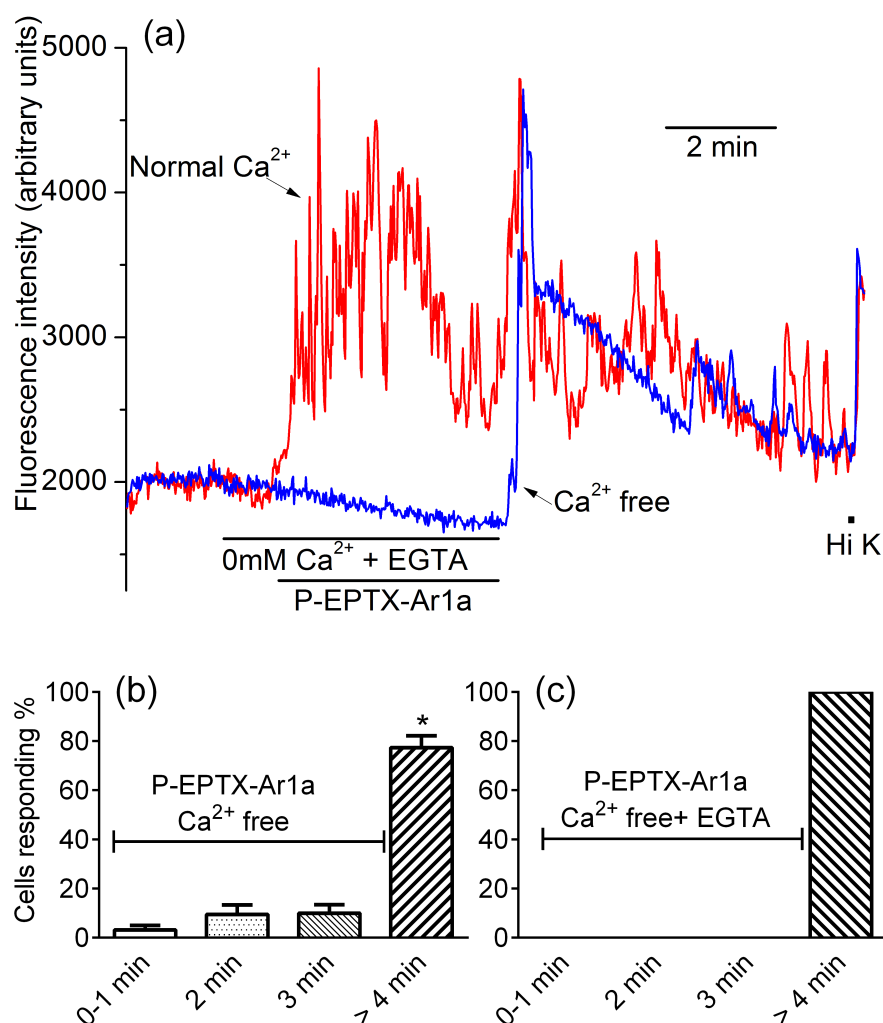 (a)
Fluorescence intensity (arbitrary units)
5000
4000
3000
2000
Normal Ca²⁺
2 min
Ca²⁺ free
Hi K
0mM Ca²⁺ + EGTA
P-EPTX-Ar1a
(b)
Cells responding %
100
80
60
40
20
0
*
P-EPTX-Ar1a
Ca²⁺ free
0-1 min
2 min
3 min
> 4 min
(c)
100
80
60
40
20
0
P-EPTX-Ar1a
Ca²⁺ free+ EGTA
0-1 min
2 min
3 min
> 4 min